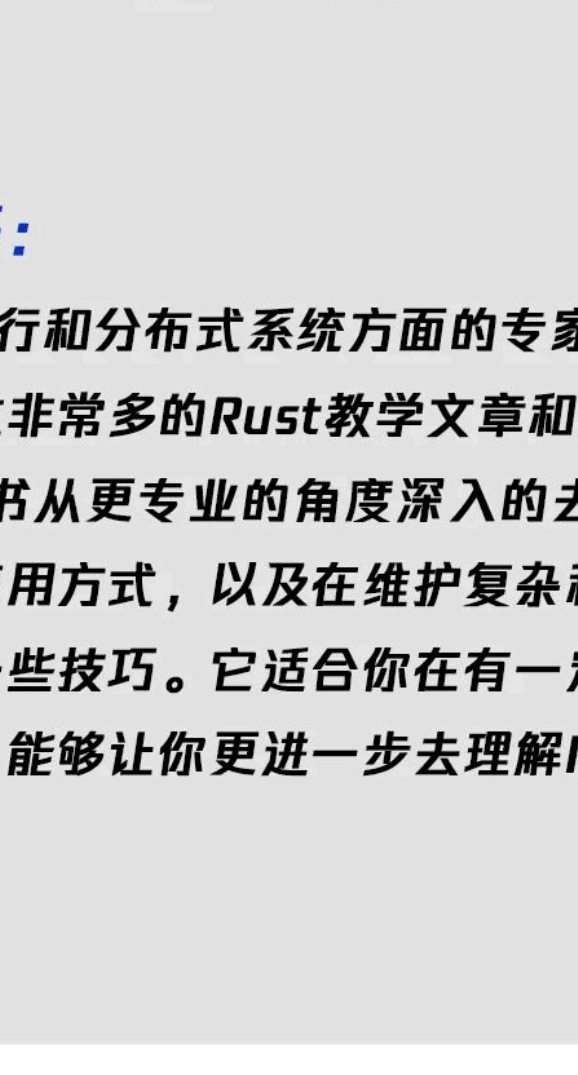 ：
行和分布式系统方面的专家
非常多的Rust教学文章和
书从更专业的角度深入的去
用方式，以及在维护复杂
些技巧。它适合你在有一定
能够让你更进一步去理解